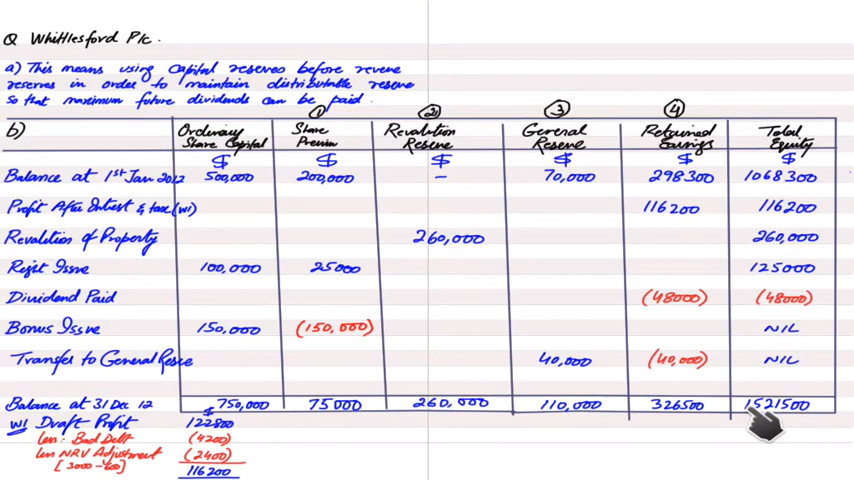 Q Whittlesford Plc.
a) This means using Capital reserves before revenue
reserves in order to maintain distributable reserve
so that maximum future dividends can be paid.
① ② ③ ④
b) Ordinary Share Capital Share Premium Revalution Reserve General Reserve Retained Earnings Total Equity
$ $ $ $ $ $
Balance at 1st Jan 2012 500,000 200,000 - 70,000 298300 1068300
Profit After Interest & tax (W1) 116200 116200
Revalution of Property 260,000 260,000
Right Issue 100,000 25000 125000
Dividend Paid (48000) (48000)
Bonus Issue 150,000 (150,000) NIL
Transfer to General Resce 40,000 (40,000) NIL
Balance at 31 Dec 12 750,000 75000 260,000 110,000 326500 1521500
$
W1 Draft Profit 122800
Less: Bad Debt (4200)
Less NRV Adjustment (2400)
[3000-600]
116200